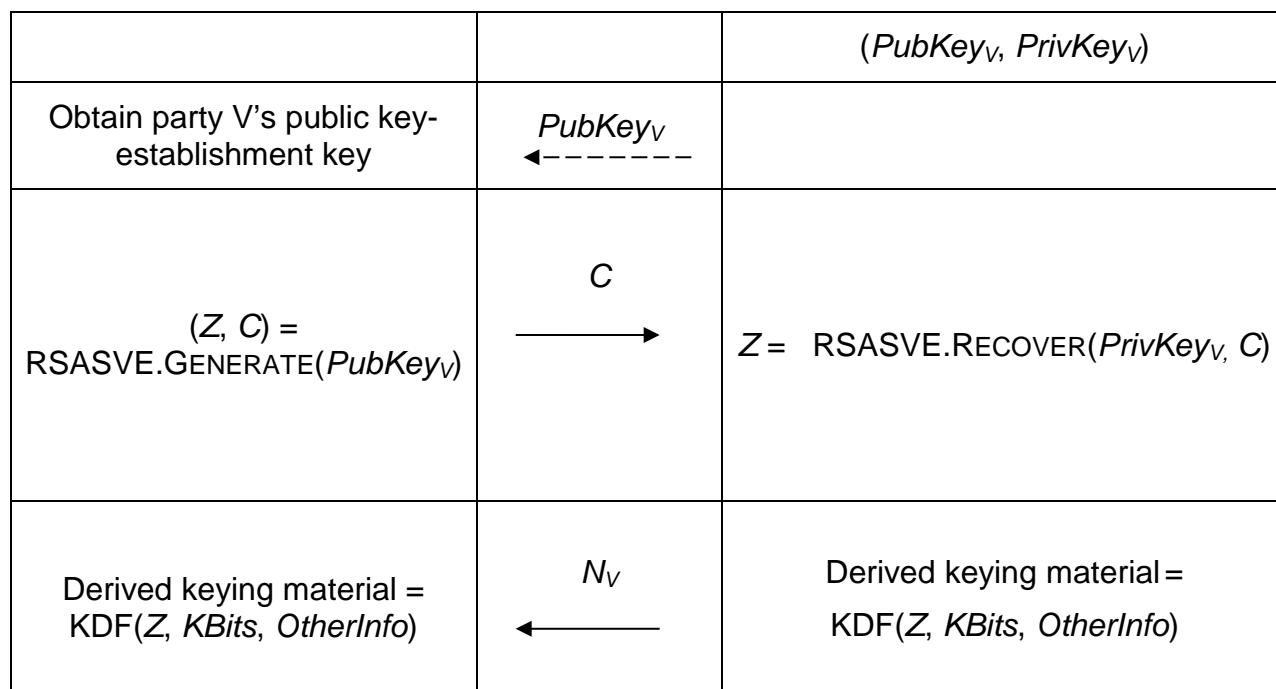 (PubKeyV, PrivKeyV)
Obtain party V’s public key-
establishment key
PubKeyV
(Z, C) =
RSASVE.GENERATE(PubKeyV)
C
Z = RSASVE.RECOVER(PrivKeyV, C)
Derived keying material =
KDF(Z, KBits, OtherInfo)
NV
Derived keying material =
KDF(Z, KBits, OtherInfo)